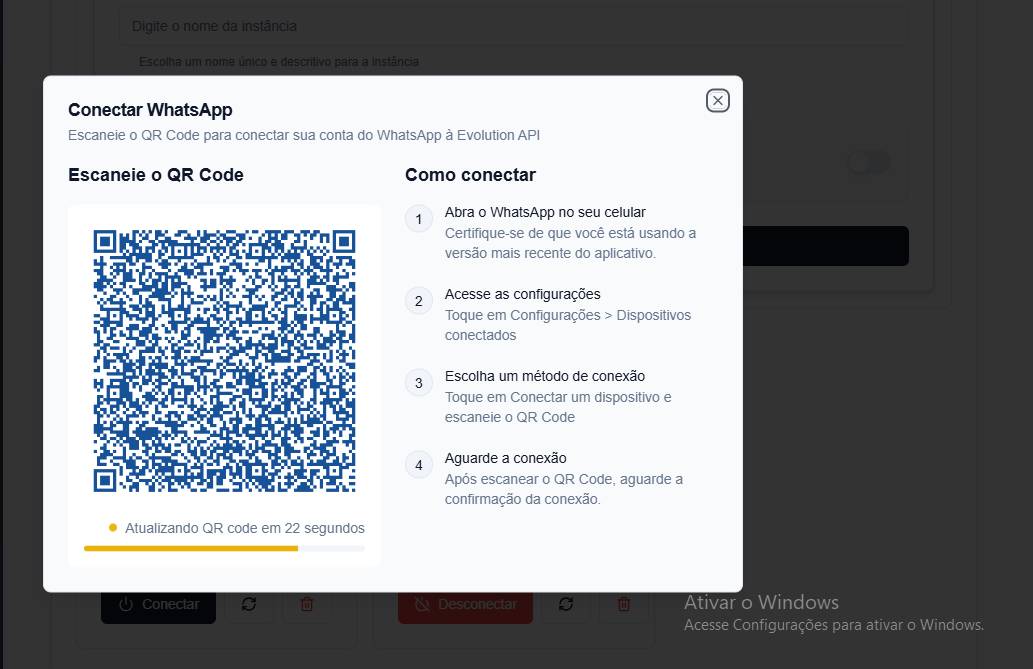 Digite o nome da instância
Escolha um nome único e descritivo para a instância
Conectar WhatsApp
Escaneie o QR Code para conectar sua conta do WhatsApp à Evolution API
Escaneie o QR Code
Atualizando QR code em 22 segundos
Como conectar
1
Abra o WhatsApp no seu celular
Certifique-se de que você está usando a
versão mais recente do aplicativo.
2
Acesse as configurações
Toque em Configurações > Dispositivos
conectados
3
Escolha um método de conexão
Toque em Conectar um dispositivo e
escaneie o QR Code
4
Aguarde a conexão
Após escanear o QR Code, aguarde a
confirmação da conexão.
Conectar
Desconectar
Ativar o Windows
Acesse Configurações para ativar o Windows.